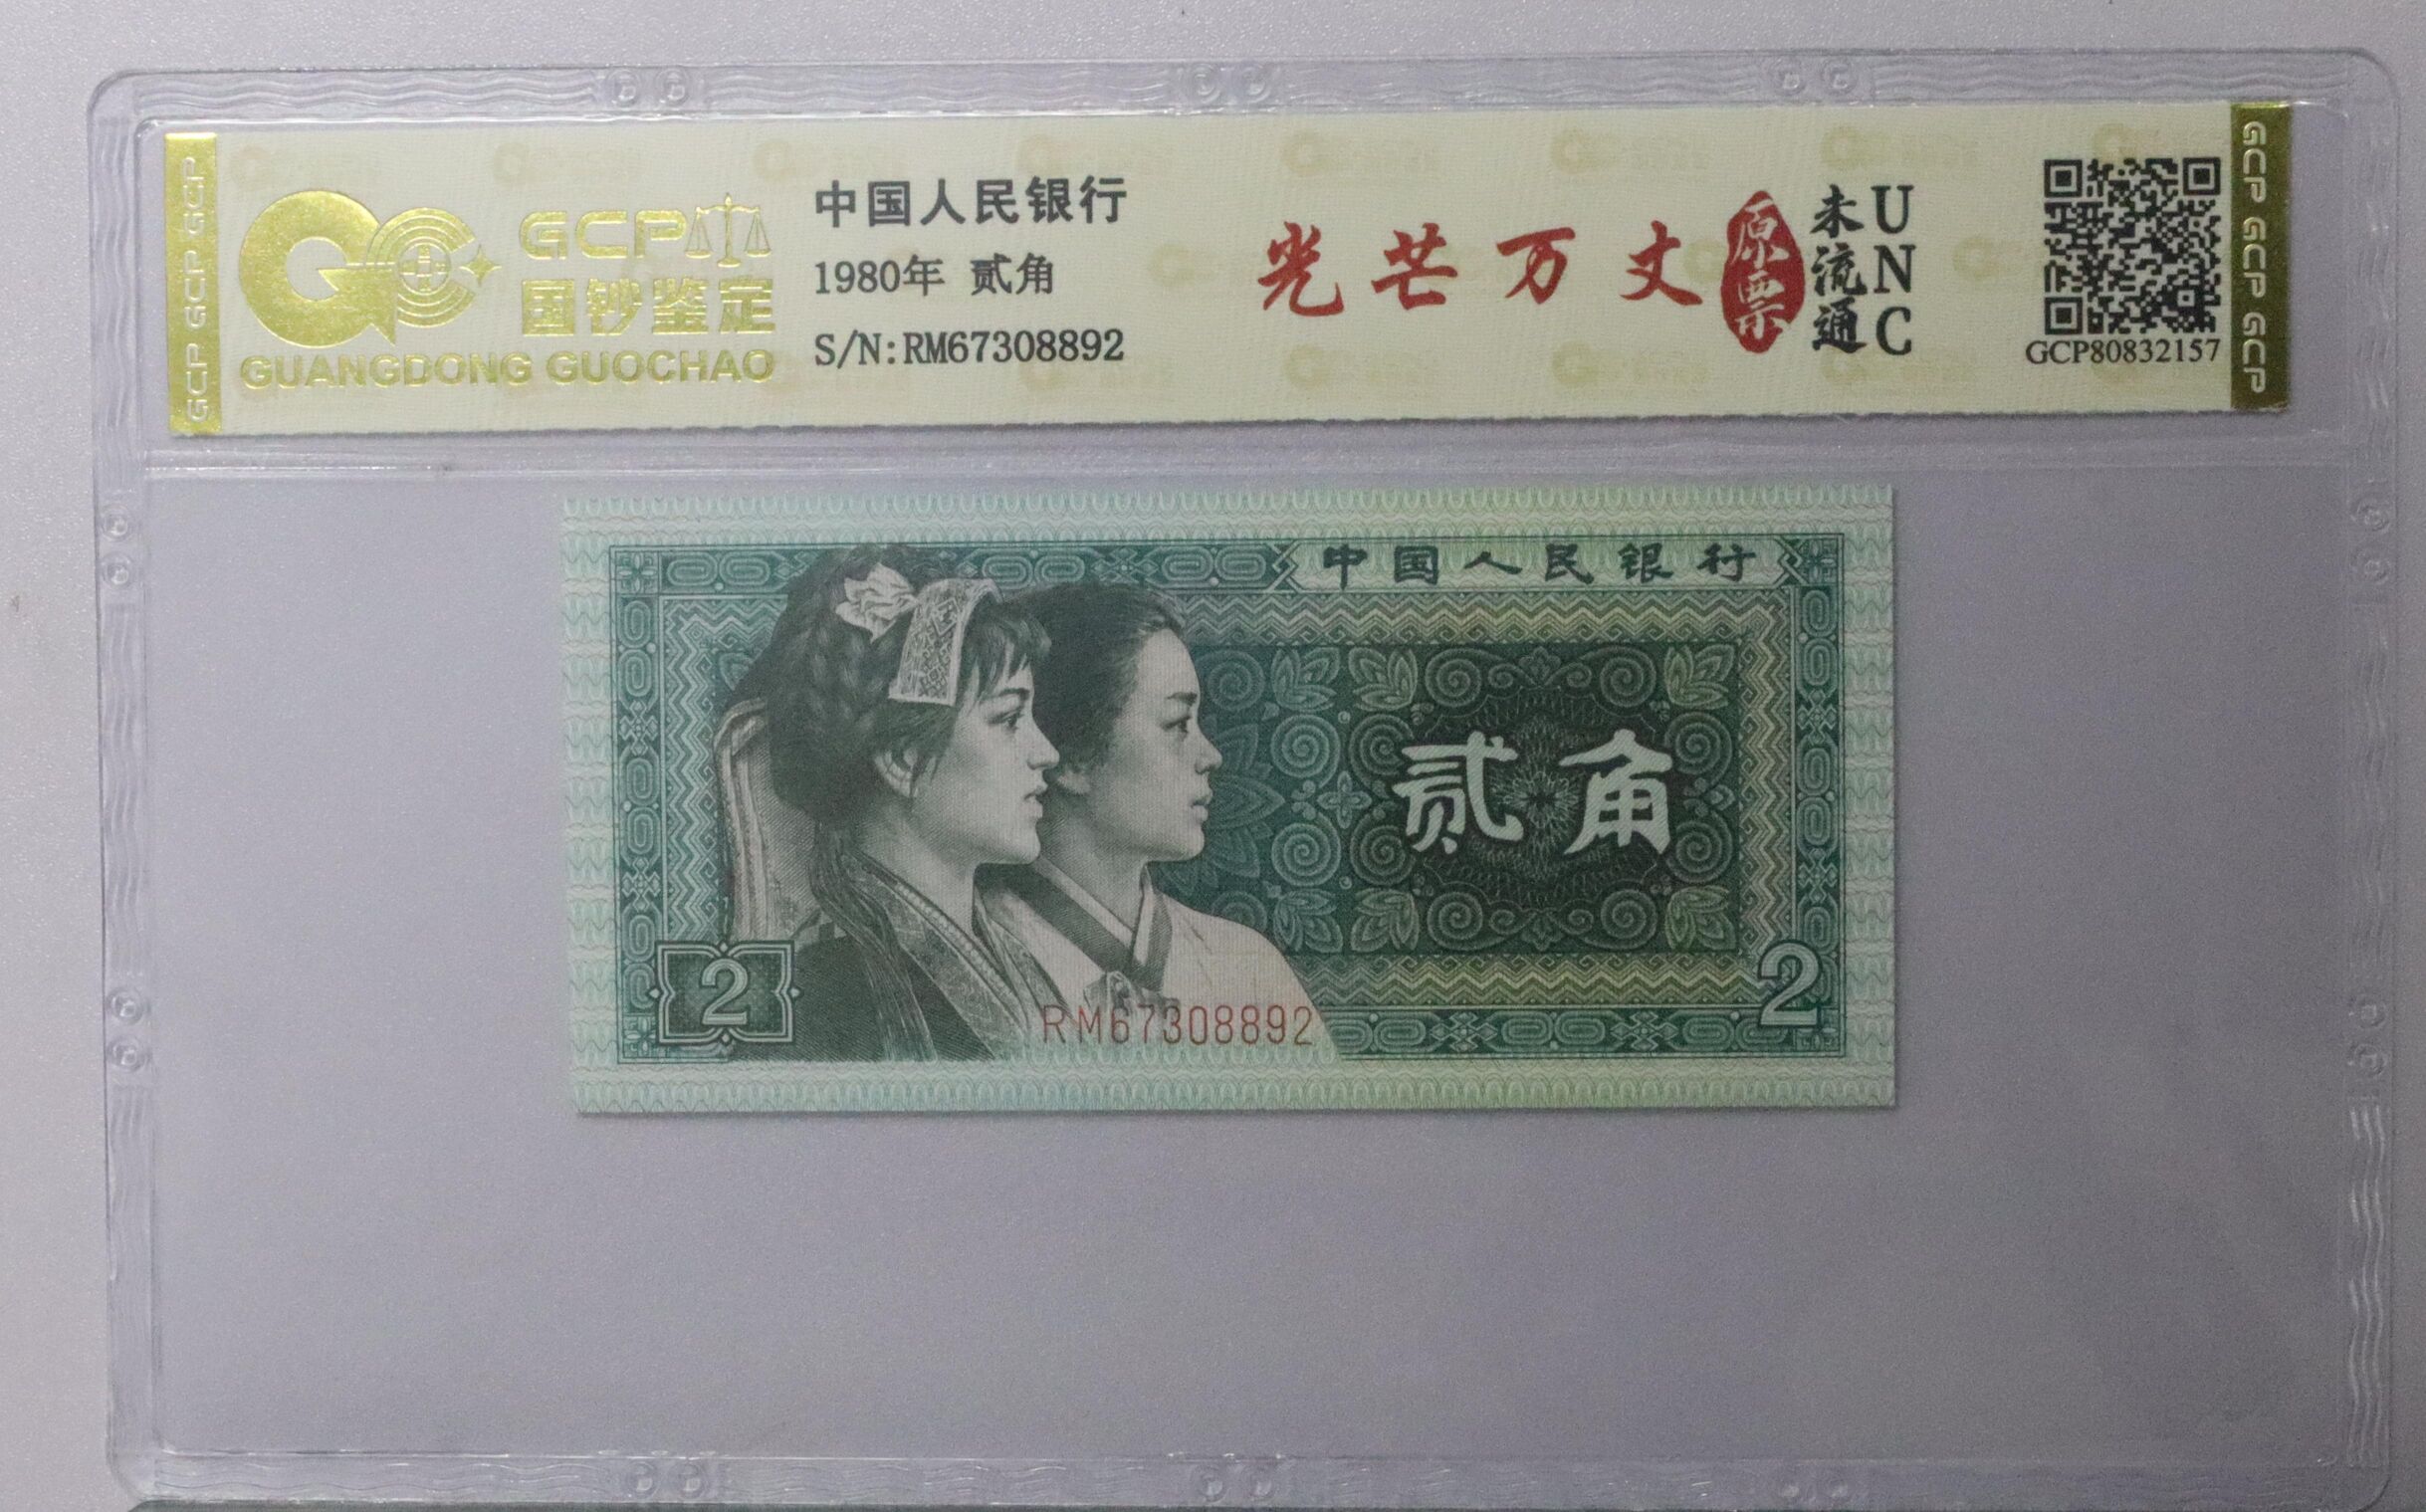 GCP GCP GCP
GCP
国钞鉴定
GUANGDONG GUOCHAO
中国人民银行
1980年 贰角
S/N:RM67308892
光芒万丈
原票
未流通
UNC
GCP80832157
GCP GCP GCP
中国人民银行
贰角
2
2
RM67308892